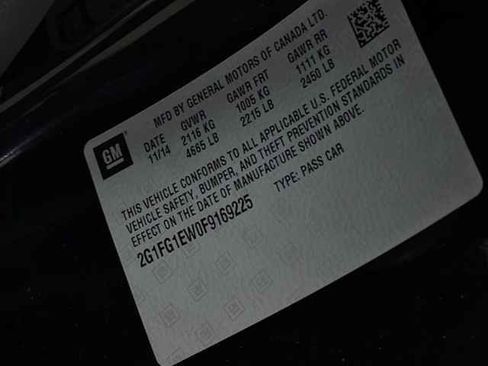 MFD BY GENERAL MOTORS OF CANADA LTD.
DATE GVWR GAWR FRT GAWR RR
11/14 2116 KG 1005 KG 1111 KG
4665 LB 2215 LB 2450 LB
GM
THIS VEHICLE CONFORMS TO ALL APPLICABLE U.S. FEDERAL MOTOR
VEHICLE SAFETY, BUMPER, AND THEFT PREVENTION STANDARDS IN
EFFECT ON THE DATE OF MANUFACTURE SHOWN ABOVE.
2G1FG1EW0F9169225 TYPE: PASS CAR